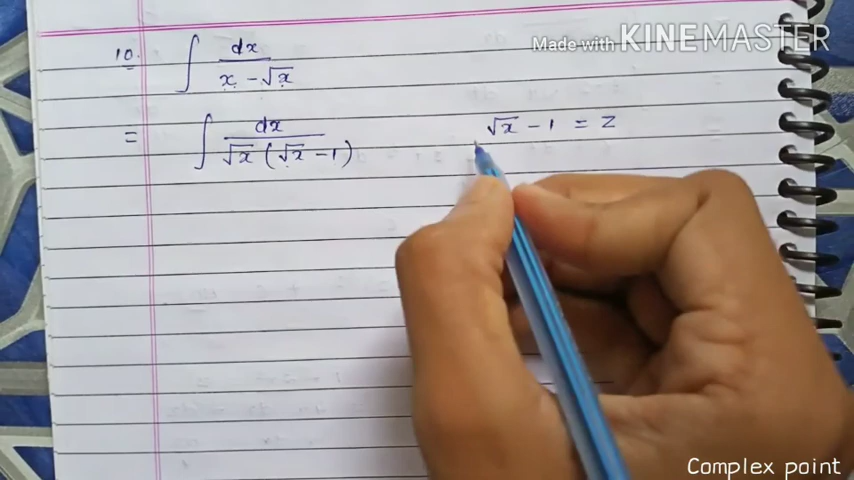 Made with KINEMASTER
10. ∫ dx / (x - √x)
= ∫ dx / (√x (√x - 1))
√x - 1 = z
Complex point